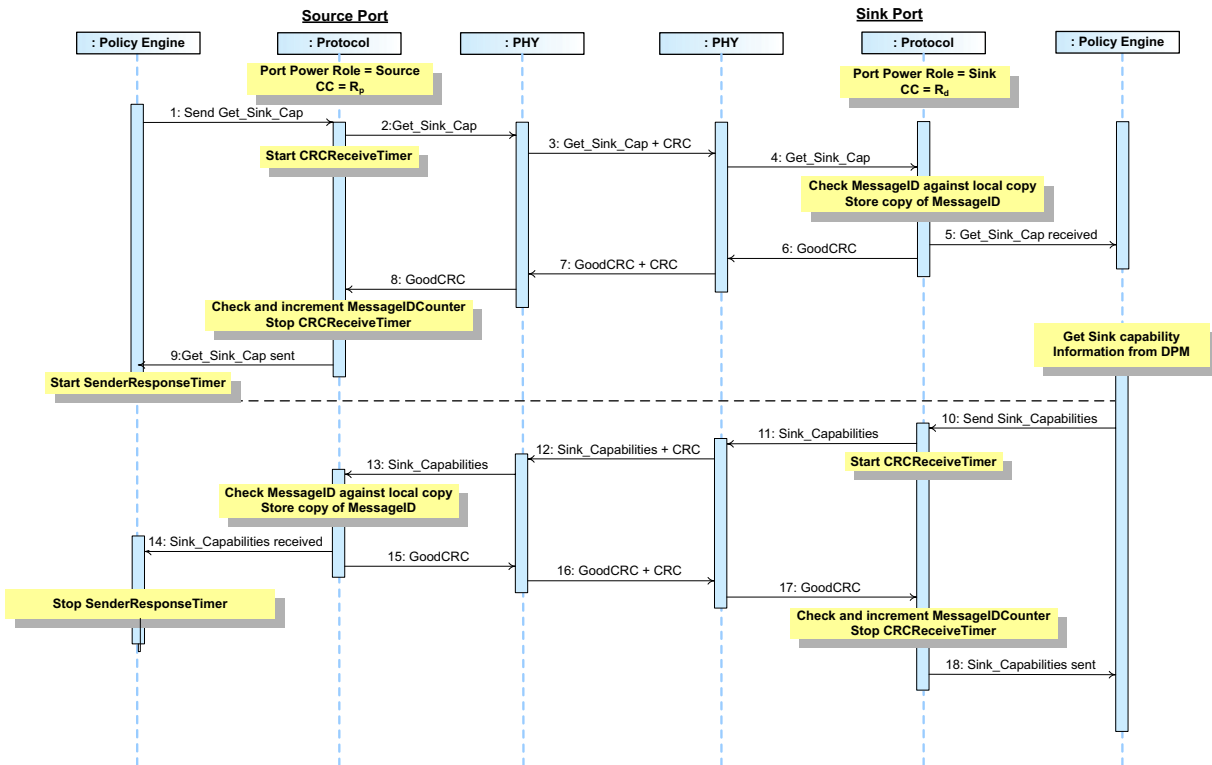 Source Port
Sink Port
: Policy Engine
: Protocol
: PHY
: PHY
: Protocol
: Policy Engine
Port Power Role = Source
CC = Rp
Port Power Role = Sink
CC = Rd
1: Send Get_Sink_Cap
2:Get_Sink_Cap
Start CRCReceiveTimer
3: Get_Sink_Cap + CRC
4: Get_Sink_Cap
Check MessageID against local copy
Store copy of MessageID
5: Get_Sink_Cap received
6: GoodCRC
7: GoodCRC + CRC
8: GoodCRC
Check and increment MessageIDCounter
Stop CRCReceiveTimer
9:Get_Sink_Cap sent
Start SenderResponseTimer
Get Sink capability
Information from DPM
10: Send Sink_Capabilities
11: Sink_Capabilities
Start CRCReceiveTimer
12: Sink_Capabilities + CRC
13: Sink_Capabilities
Check MessageID against local copy
Store copy of MessageID
14: Sink_Capabilities received
15: GoodCRC
16: GoodCRC + CRC
17: GoodCRC
Stop SenderResponseTimer
Check and increment MessageIDCounter
Stop CRCReceiveTimer
18: Sink_Capabilities sent